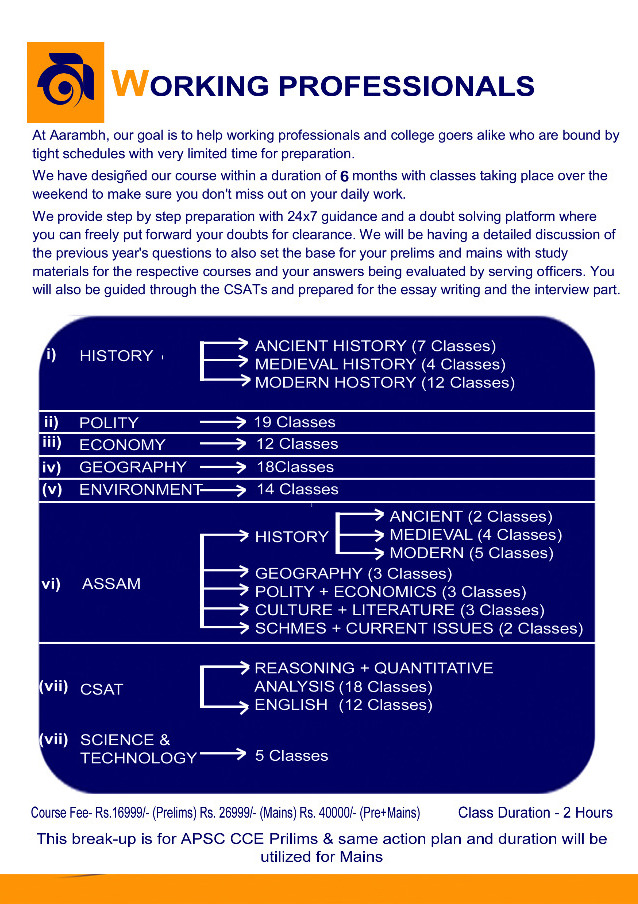 WORKING PROFESSIONALS
At Aarambh, our goal is to help working professionals and college goers alike who are bound by
tight schedules with very limited time for preparation.
We have desigñed our course within a duration of 6 months with classes taking place over the
weekend to make sure you don't miss out on your daily work.
We provide step by step preparation with 24x7 guidance and a doubt solving platform where
you can freely put forward your doubts for clearance. We will be having a detailed discussion of
the previous year's questions to also set the base for your prelims and mains with study
materials for the respective courses and your answers being evaluated by serving officers. You
will also be guided through the CSATs and prepared for the essay writing and the interview part.
i) HISTORY
ANCIENT HISTORY (7 Classes)
MEDIEVAL HISTORY (4 Classes)
MODERN HOSTORY (12 Classes)
ii) POLITY 19 Classes
iii) ECONOMY 12 Classes
iv) GEOGRAPHY 18Classes
(v) ENVIRONMENT 14 Classes
vi) ASSAM
HISTORY
ANCIENT (2 Classes)
MEDIEVAL (4 Classes)
MODERN (5 Classes)
GEOGRAPHY (3 Classes)
POLITY + ECONOMICS (3 Classes)
CULTURE + LITERATURE (3 Classes)
SCHMES + CURRENT ISSUES (2 Classes)
(vii) CSAT
REASONING + QUANTITATIVE
ANALYSIS (18 Classes)
ENGLISH (12 Classes)
(vii) SCIENCE &
TECHNOLOGY 5 Classes
Course Fee- Rs.16999/- (Prelims) Rs. 26999/- (Mains) Rs. 40000/- (Pre+Mains) Class Duration - 2 Hours
This break-up is for APSC CCE Prilims & same action plan and duration will be
utilized for Mains